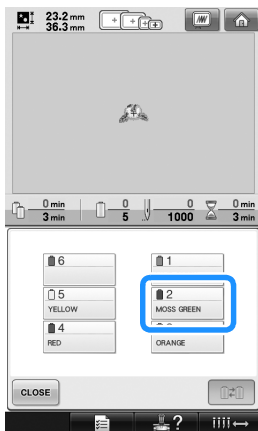 23.2 mm
36.3 mm
0 min
3 min
0
5
0
1000
0 min
3 min
6
1
5
YELLOW
2
MOSS GREEN
4
RED
ORANGE
CLOSE
?